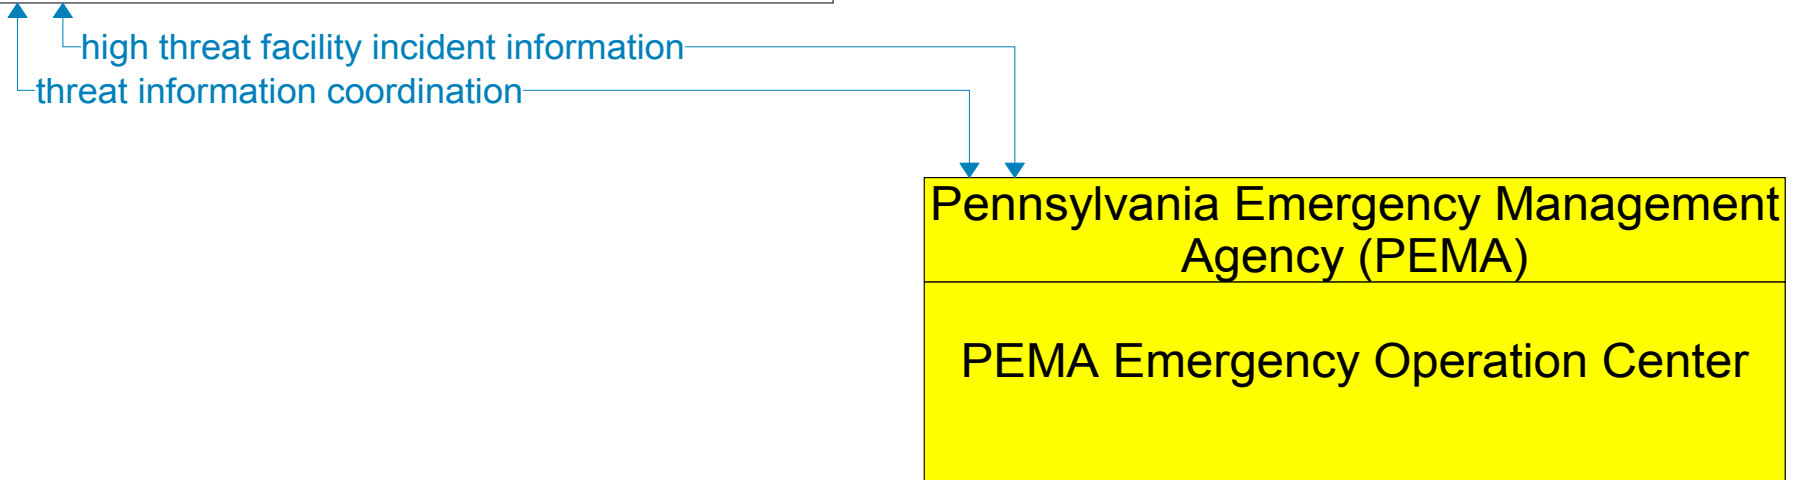 high threat facility incident information
threat information coordination
Pennsylvania Emergency Management
Agency (PEMA)
PEMA Emergency Operation Center